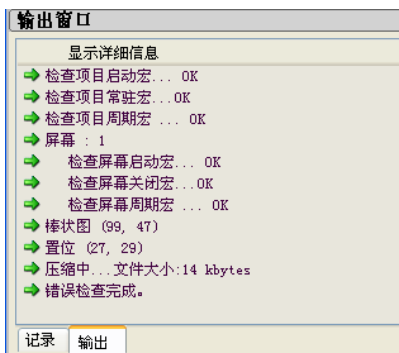 输出窗口
显示详细信息
检查项目启动宏... OK
检查项目常驻宏...OK
检查项目周期宏 ... OK
屏幕 : 1
检查屏幕启动宏... OK
检查屏幕关闭宏...OK
检查屏幕周期宏 ... OK
棒状图 (99, 47)
置位 (27, 29)
压缩中...文件大小:14 kbytes
错误检查完成。
记录 输出